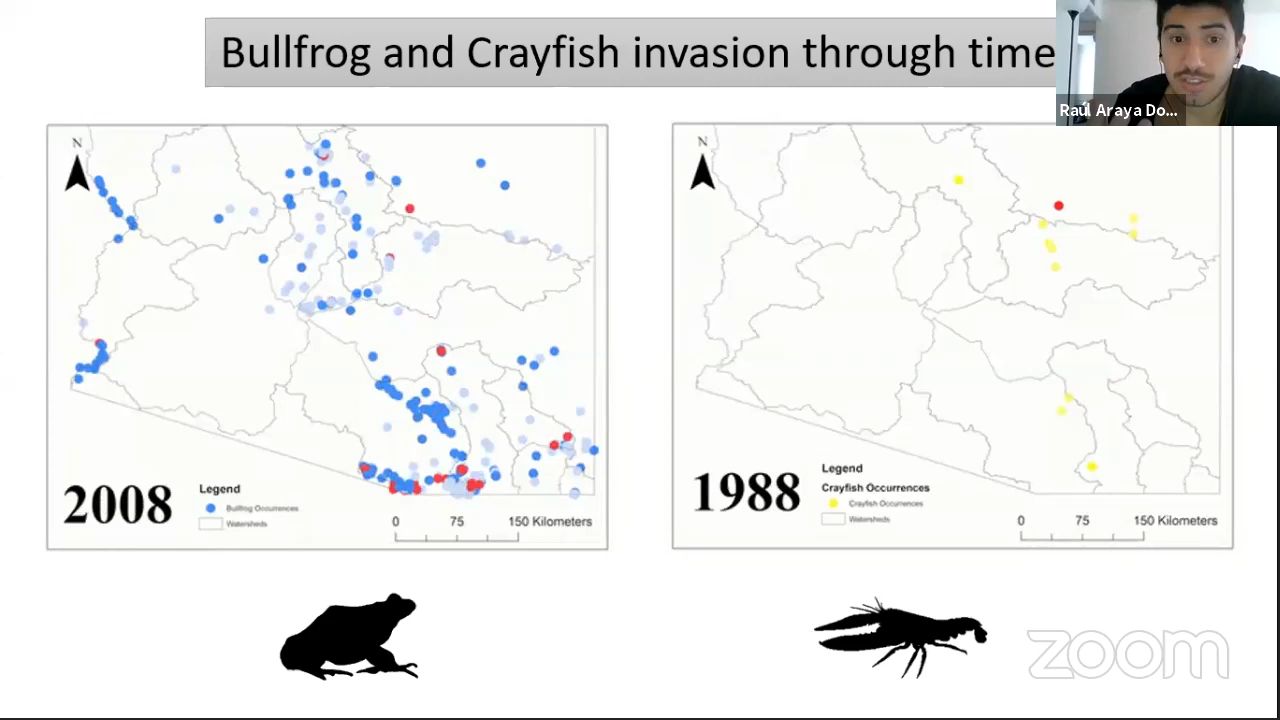 Bullfrog and Crayfish invasion through time
Raúl Araya Do...
N
2008
Legend
Bullfrog Occurrences
Watersheds
0 75 150 Kilometers
N
1988
Legend
Crayfish Occurrences
Crayfish Occurrences
Watersheds
0 75 150 Kilometers
zoom